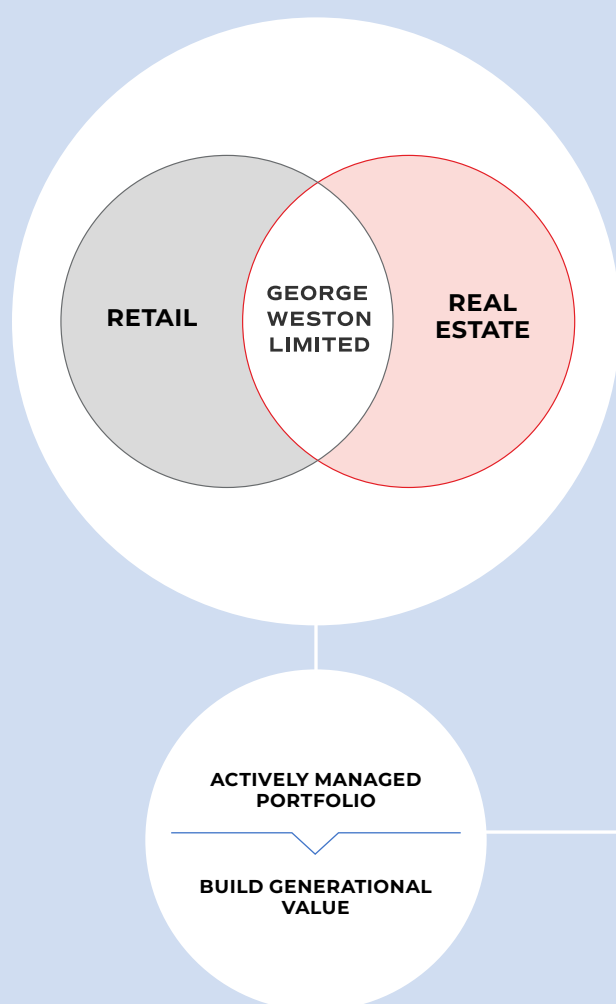 RETAIL
GEORGE
WESTON
LIMITED
REAL
ESTATE
ACTIVELY MANAGED
PORTFOLIO
BUILD GENERATIONAL
VALUE